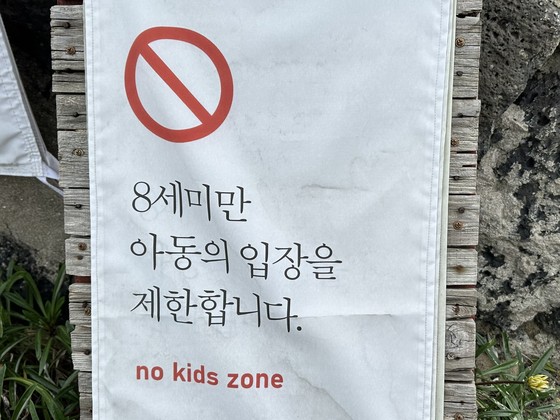 8세미만
아동의 입장을
제한합니다.
no kids zone